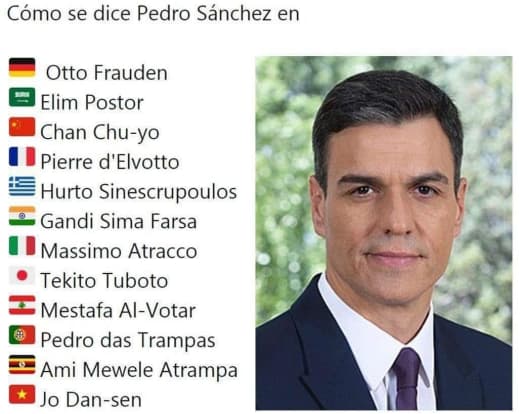 Cómo se dice Pedro Sánchez en
Otto Frauden
Elim Postor
Chan Chu-yo
Pierre d'Elvotto
Hurto Sinescrupoulos
Gandi Sima Farsa
Massimo Atracco
Tekito Tuboto
Mestafa Al-Votar
Pedro das Trampas
Ami Mewele Atrampa
Jo Dan-sen